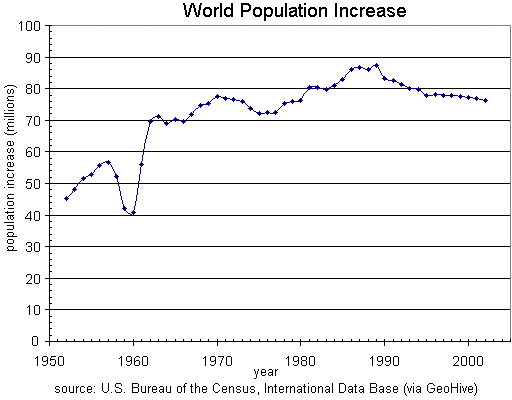 World Population Increase
population increase (millions)
100
90
80
70
60
50
40
30
20
10
0
1950 1960 1970 1980 1990 2000
year
source: U.S. Bureau of the Census, International Data Base (via GeoHive)